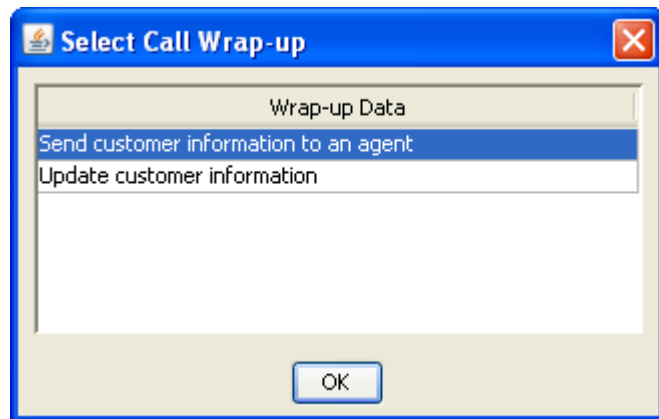 Select Call Wrap-up
Wrap-up Data
Send customer information to an agent
Update customer information
OK